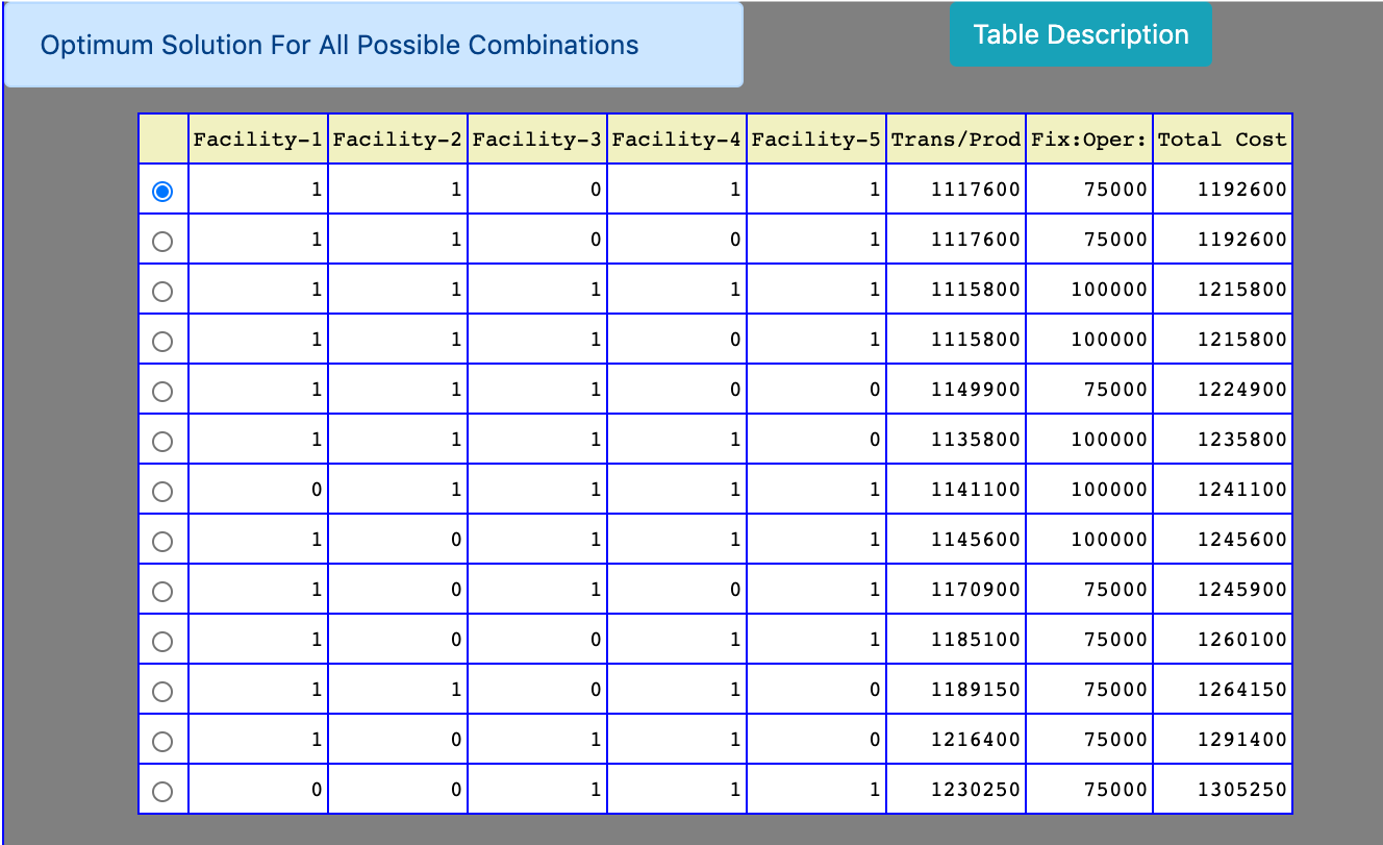 Optimum Solution For All Possible Combinations
Table Description
Facility-1 Facility-2 Facility-3 Facility-4 Facility-5 Trans/Prod Fix:Oper: Total Cost
1 1 0 1 1 1117600 75000 1192600
1 1 0 0 1 1117600 75000 1192600
1 1 1 1 1 1115800 100000 1215800
1 1 1 0 1 1115800 100000 1215800
1 1 1 0 0 1149900 75000 1224900
1 1 1 1 0 1135800 100000 1235800
0 1 1 1 1 1141100 100000 1241100
1 0 1 1 1 1145600 100000 1245600
1 0 1 0 1 1170900 75000 1245900
1 0 0 1 1 1185100 75000 1260100
1 1 0 1 0 1189150 75000 1264150
1 0 1 1 0 1216400 75000 1291400
0 0 1 1 1 1230250 75000 1305250